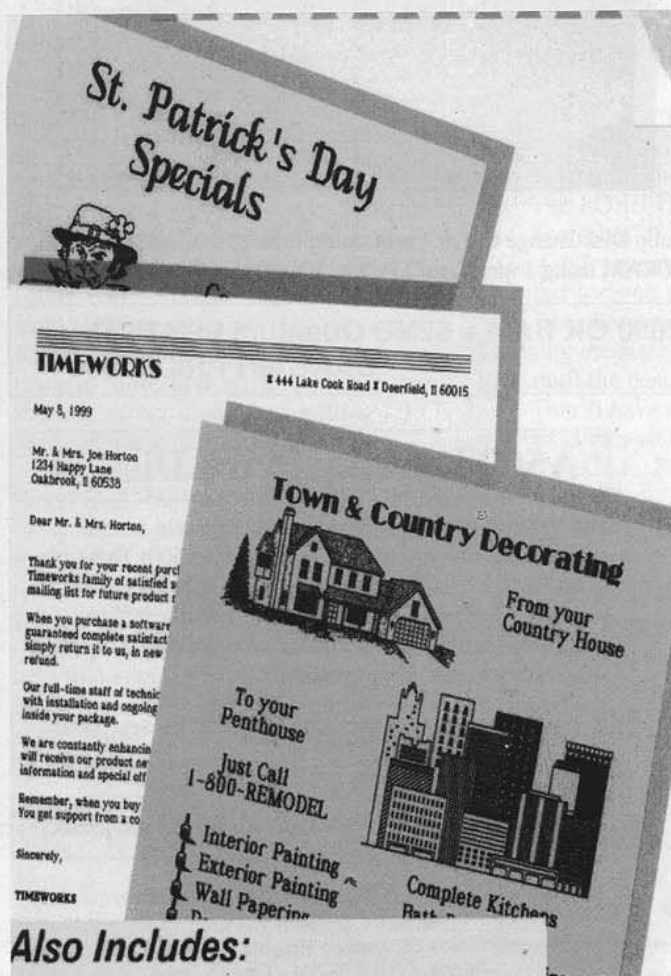 St. Patrick's Day
Specials
TIMEWORKS
444 Lake Cook Road
Deerfield, Il 60015
May 8, 1999
Mr. & Mrs. Joe Horton
1234 Happy Lane
Oakbrook, Il 60538
Dear Mr. & Mrs. Horton,
Thank you for your recent purc
Timeworks family of satisfied
mailing list for future product
When you purchase a software
guaranteed complete satisfact
simply return it to us, in new
refund.
Our full-time staff of technic
with installation and ongoing
inside your package.
We are constantly enhancin
will receive our product ne
information and special off
Remember, when you buy
You get support from a co
Sincerely,
TIMEWORKS
Town & Country Decorating
From your
Country House
To your
Penthouse
Just Call
1-800-REMODEL
Interior Painting
Exterior Painting
Wall Papering
Complete Kitchens
Bath
Also Includes: